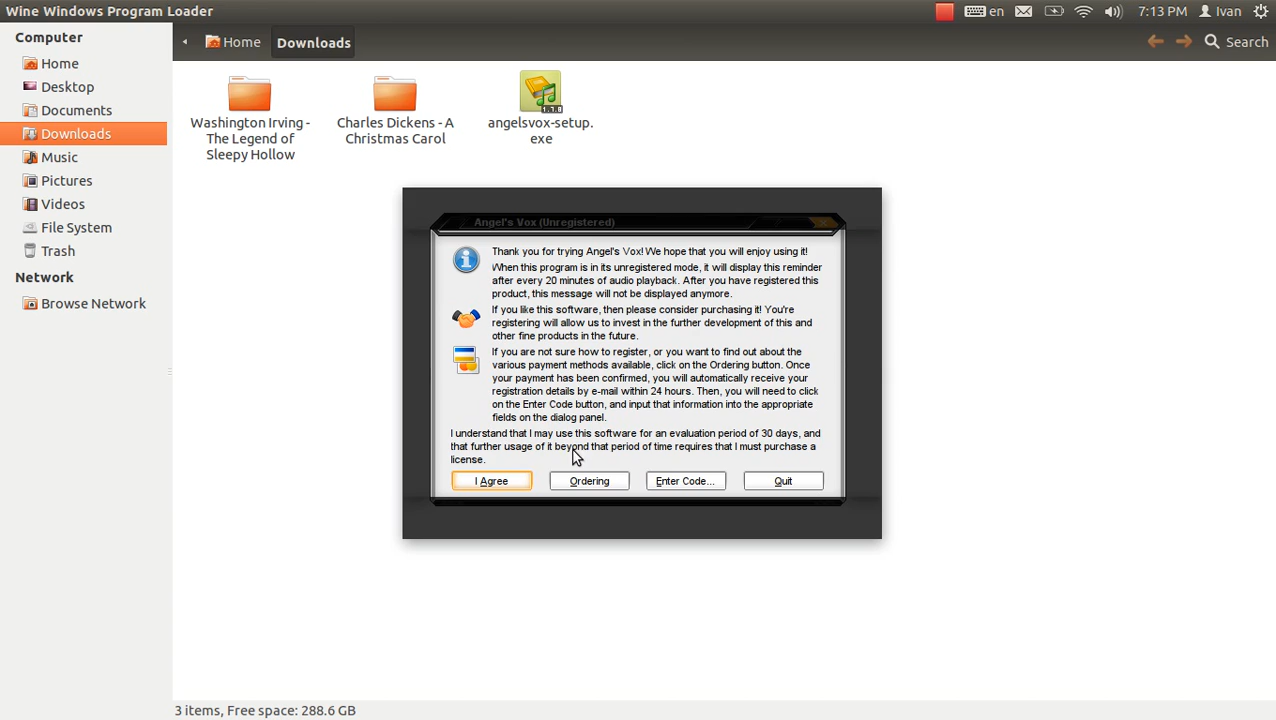 Wine Windows Program Loader
en
7:13 PM
Ivan
Computer
Home
Desktop
Documents
Downloads
Music
Pictures
Videos
File System
Trash
Network
Browse Network
Home
Downloads
Search
Washington Irving -
The Legend of
Sleepy Hollow
Charles Dickens - A
Christmas Carol
1.1.0
angelsvox-setup.
exe
Angel's Vox (Unregistered)
Thank you for trying Angel's Vox! We hope that you will enjoy using it!
When this program is in its unregistered mode, it will display this reminder
after every 20 minutes of audio playback. After you have registered this
product, this message will not be displayed anymore.
If you like this software, then please consider purchasing it! You're
registering will allow us to invest in the further development of this and
other fine products in the future.
If you are not sure how to register, or you want to find out about the
various payment methods available, click on the Ordering button. Once
your payment has been confirmed, you will automatically receive your
registration details by e-mail within 24 hours. Then, you will need to click
on the Enter Code button, and input that information into the appropriate
fields on the dialog panel.
I understand that I may use this software for an evaluation period of 30 days, and
that further usage of it beyond that period of time requires that I must purchase a
license.
I Agree
Ordering
Enter Code...
Quit
3 items, Free space: 288.6 GB